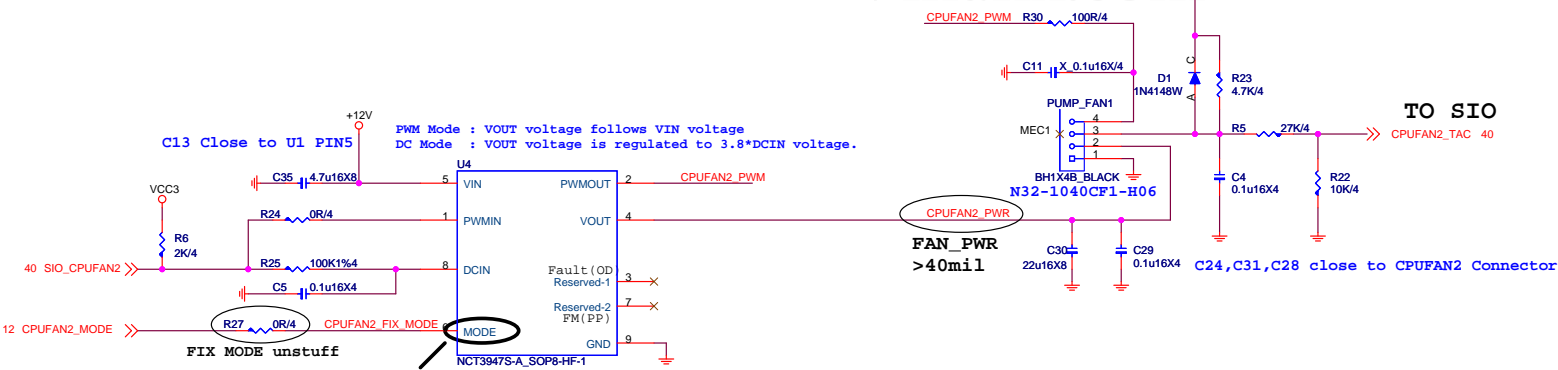 CPUFAN2_PWM R30 100R/4
C11 X_0.1u16X/4
D1
1N4148W
C
A
R23
4.7K/4
PUMP_FAN1
MEC1
4
3
2
1
BH1X4B_BLACK
N32-1040CF1-H06
R5 27K/4
TO SIO
CPUFAN2_TAC 40
C4
0.1u16X4
R22
10K/4
+12V
C13 Close to U1 PIN5
PWM Mode : VOUT voltage follows VIN voltage
DC Mode : VOUT voltage is regulated to 3.8*DCIN voltage.
U4
C35 4.7u16X8
5 VIN
PWMOUT 2 CPUFAN2_PWM
VCC3
R6
2K/4
R24 0R/4
1 PWMIN
VOUT 4
CPUFAN2_PWR
FAN_PWR
>40mil
C30
22u16X8
C29
0.1u16X4
C24,C31,C28 close to CPUFAN2 Connector
40 SIO_CPUFAN2
R25 100K1%4
8 DCIN
C5 0.1u16X4
Fault(OD)
Reserved-1 3
Reserved-2 7
FM(PP)
12 CPUFAN2_MODE
R27 0R/4
CPUFAN2_FIX_MODE
MODE
FIX MODE unstuff
GND 9
NCT3947S-A_SOP8-HF-1